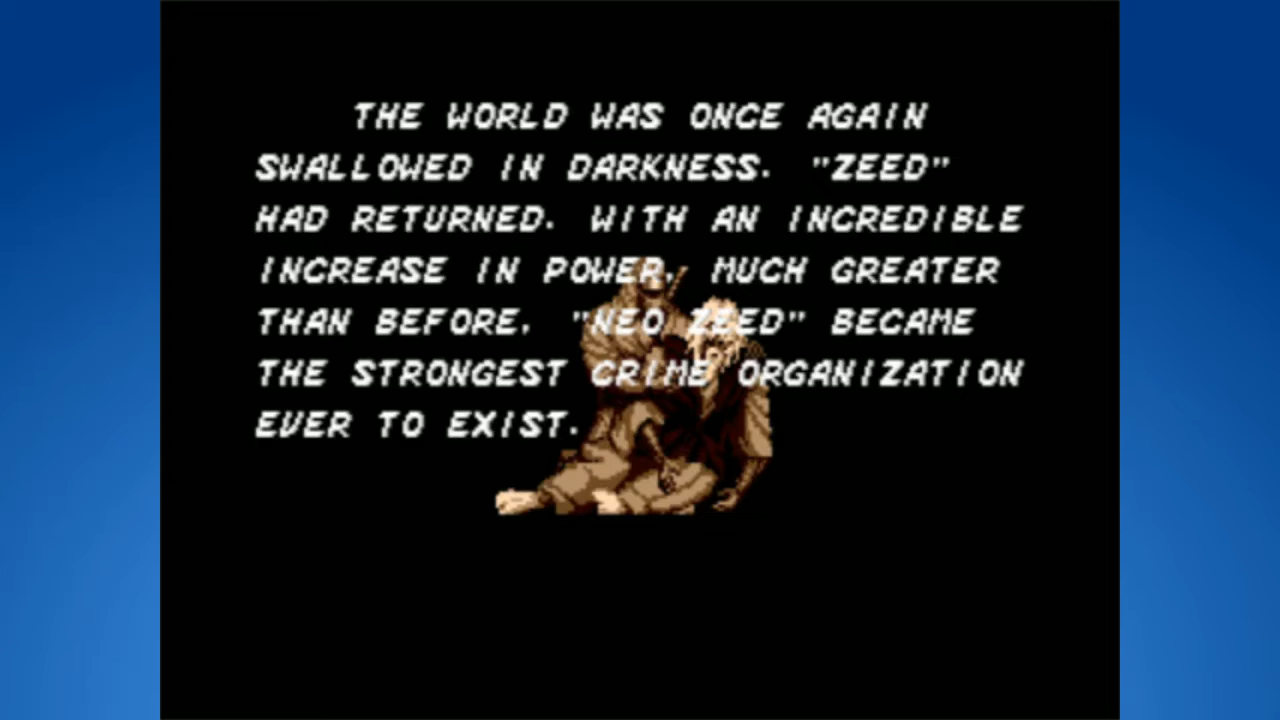 THE WORLD WAS ONCE AGAIN
SWALLOWED IN DARKNESS. "ZEED"
HAD RETURNED. WITH AN INCREDIBLE
INCREASE IN POWER, MUCH GREATER
THAN BEFORE, "NEO ZEED" BECAME
THE STRONGEST CRIME ORGANIZATION
EVER TO EXIST.